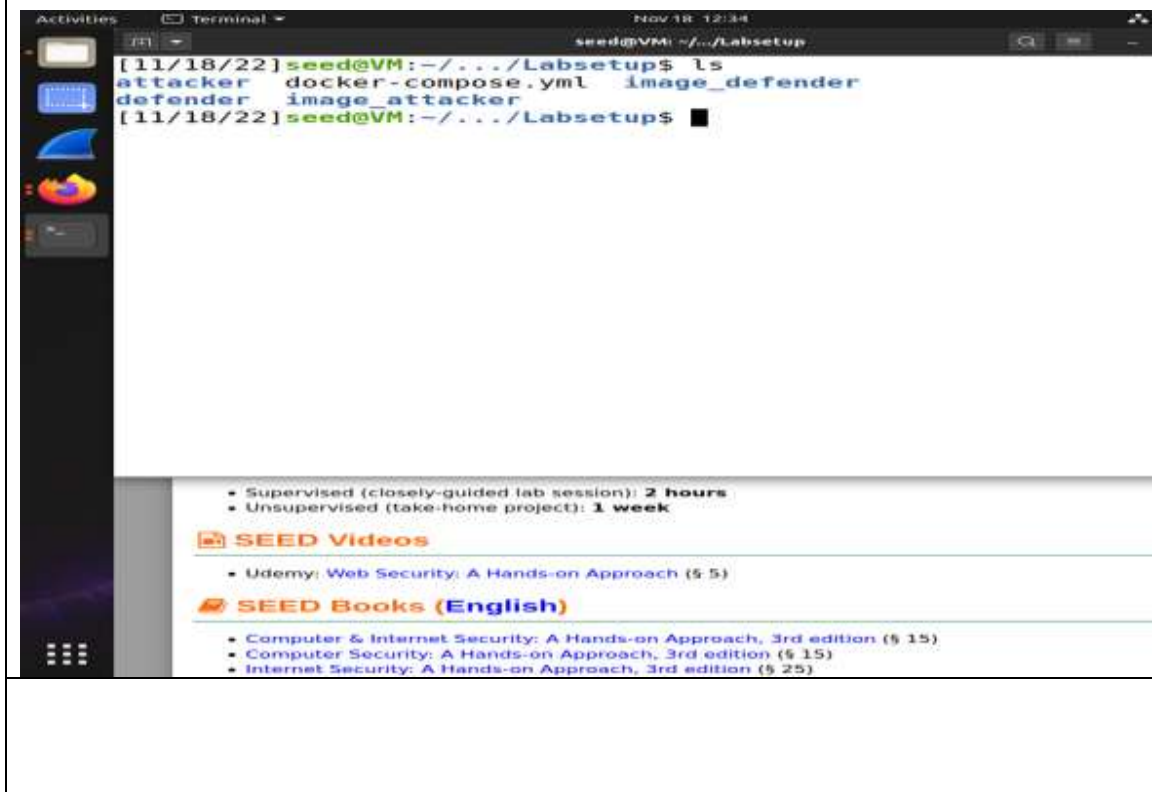 Activities Terminal Nov 18 12:34
seed@VM: ~/.../Labsetup
[11/18/22]seed@VM:~/.../Labsetup$ ls
attacker docker-compose.yml image_defender
defender image_attacker
[11/18/22]seed@VM:~/.../Labsetup$
• Supervised (closely-guided lab session): 2 hours
• Unsupervised (take-home project): 1 week
SEED Videos
• Udemy: Web Security: A Hands-on Approach (§ 5)
SEED Books (English)
• Computer & Internet Security: A Hands-on Approach, 3rd edition (§ 15)
• Computer Security: A Hands-on Approach, 3rd edition (§ 15)
• Internet Security: A Hands-on Approach, 3rd edition (§ 25)